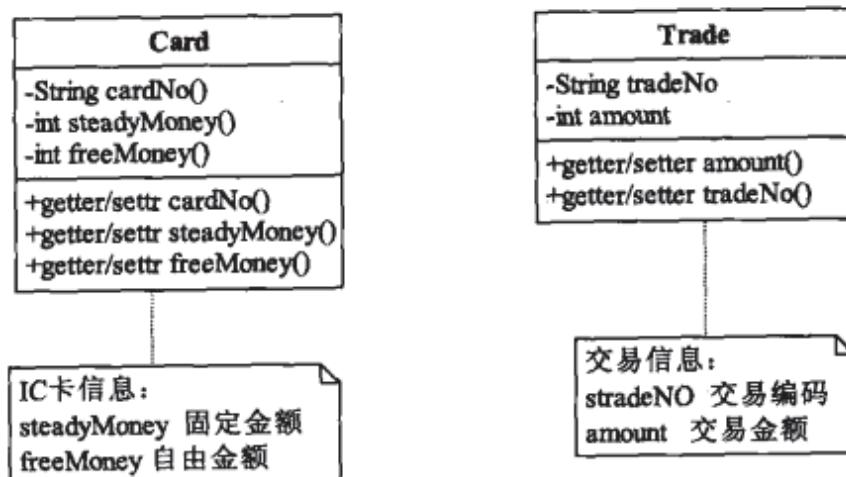 Card
-String cardNo()
-int steadyMoney()
-int freeMoney()
+getter/settr cardNo()
+getter/settr steadyMoney()
+getter/settr freeMoney()
IC卡信息：
steadyMoney 固定金额
freeMoney 自由金额
Trade
-String tradeNo
-int amount
+getter/setter amount()
+getter/setter tradeNo()
交易信息：
stradeNO 交易编码
amount 交易金额